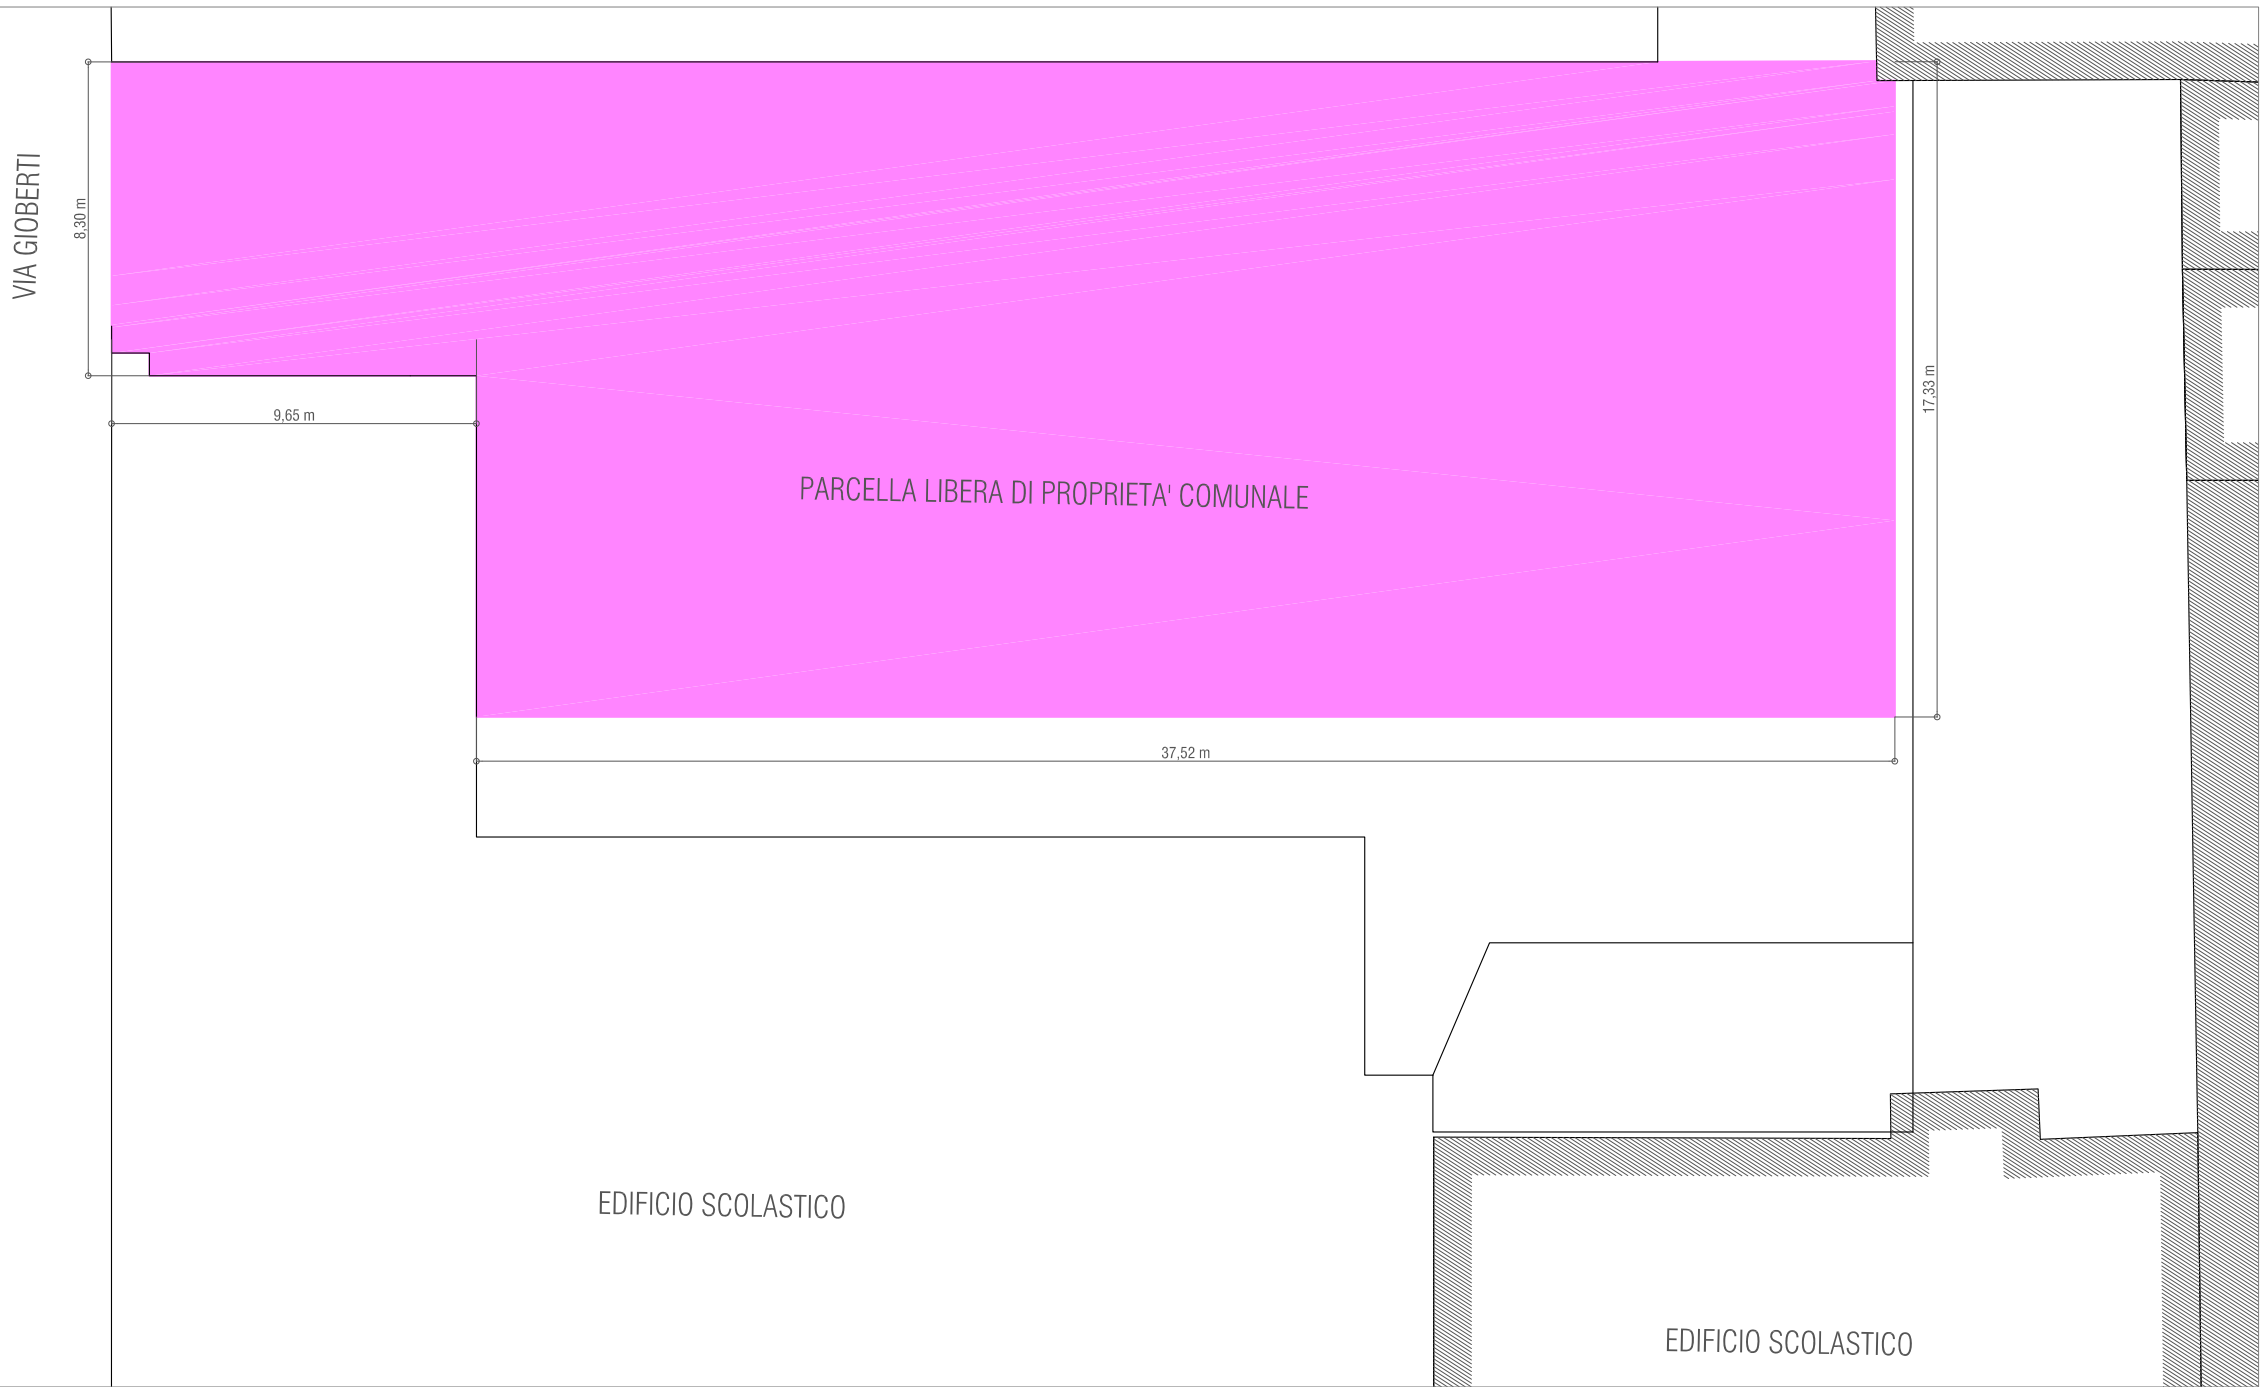 VIA GIOBERTI
8,30 m
9,65 m
17,33 m
PARCELLA LIBERA DI PROPRIETA' COMUNALE
37,52 m
EDIFICIO SCOLASTICO
EDIFICIO SCOLASTICO